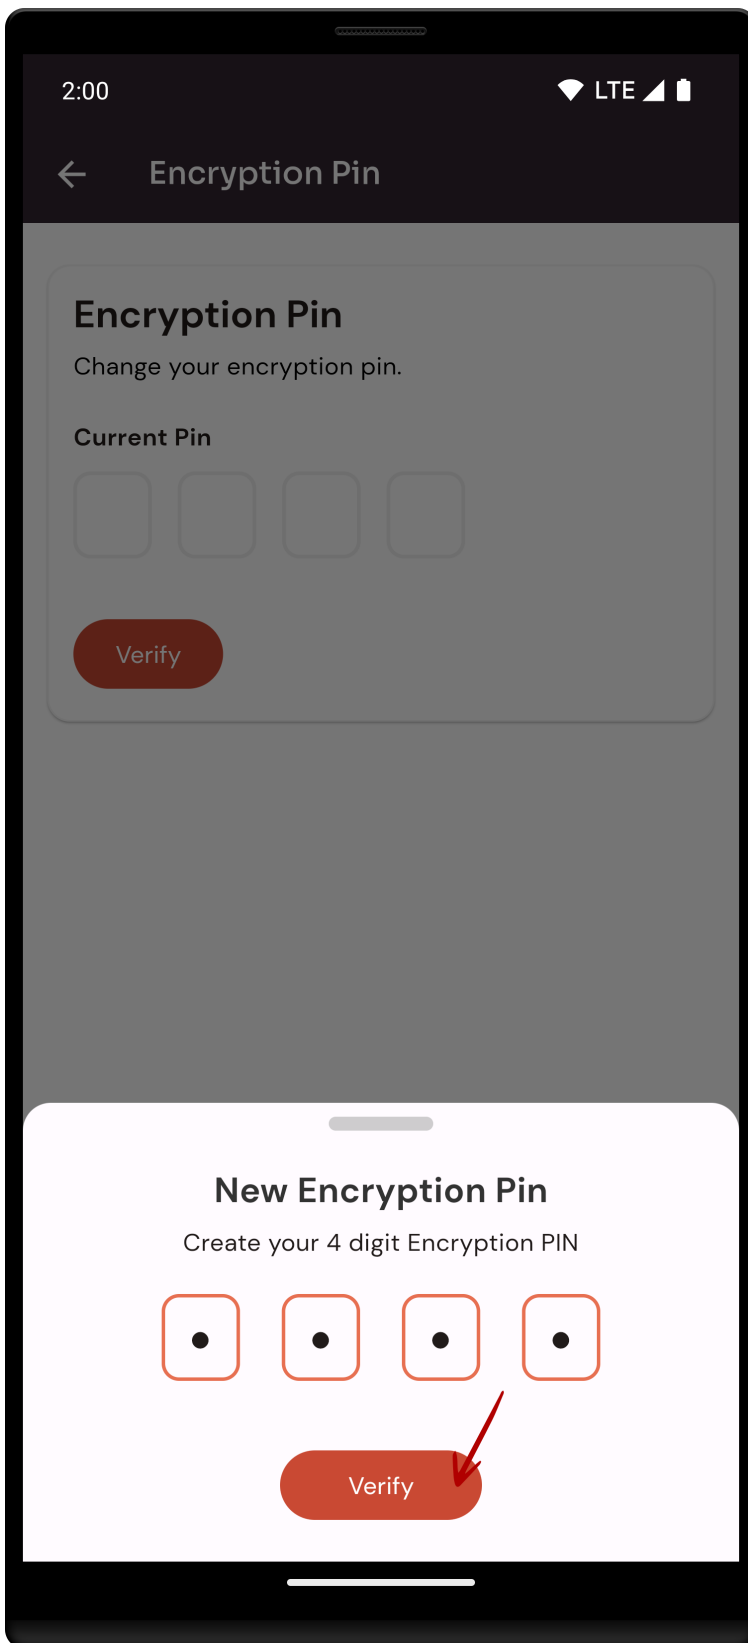 2:00 LTE
Encryption Pin
Encryption Pin
Change your encryption pin.
Current Pin
Verify
New Encryption Pin
Create your 4 digit Encryption PIN
Verify